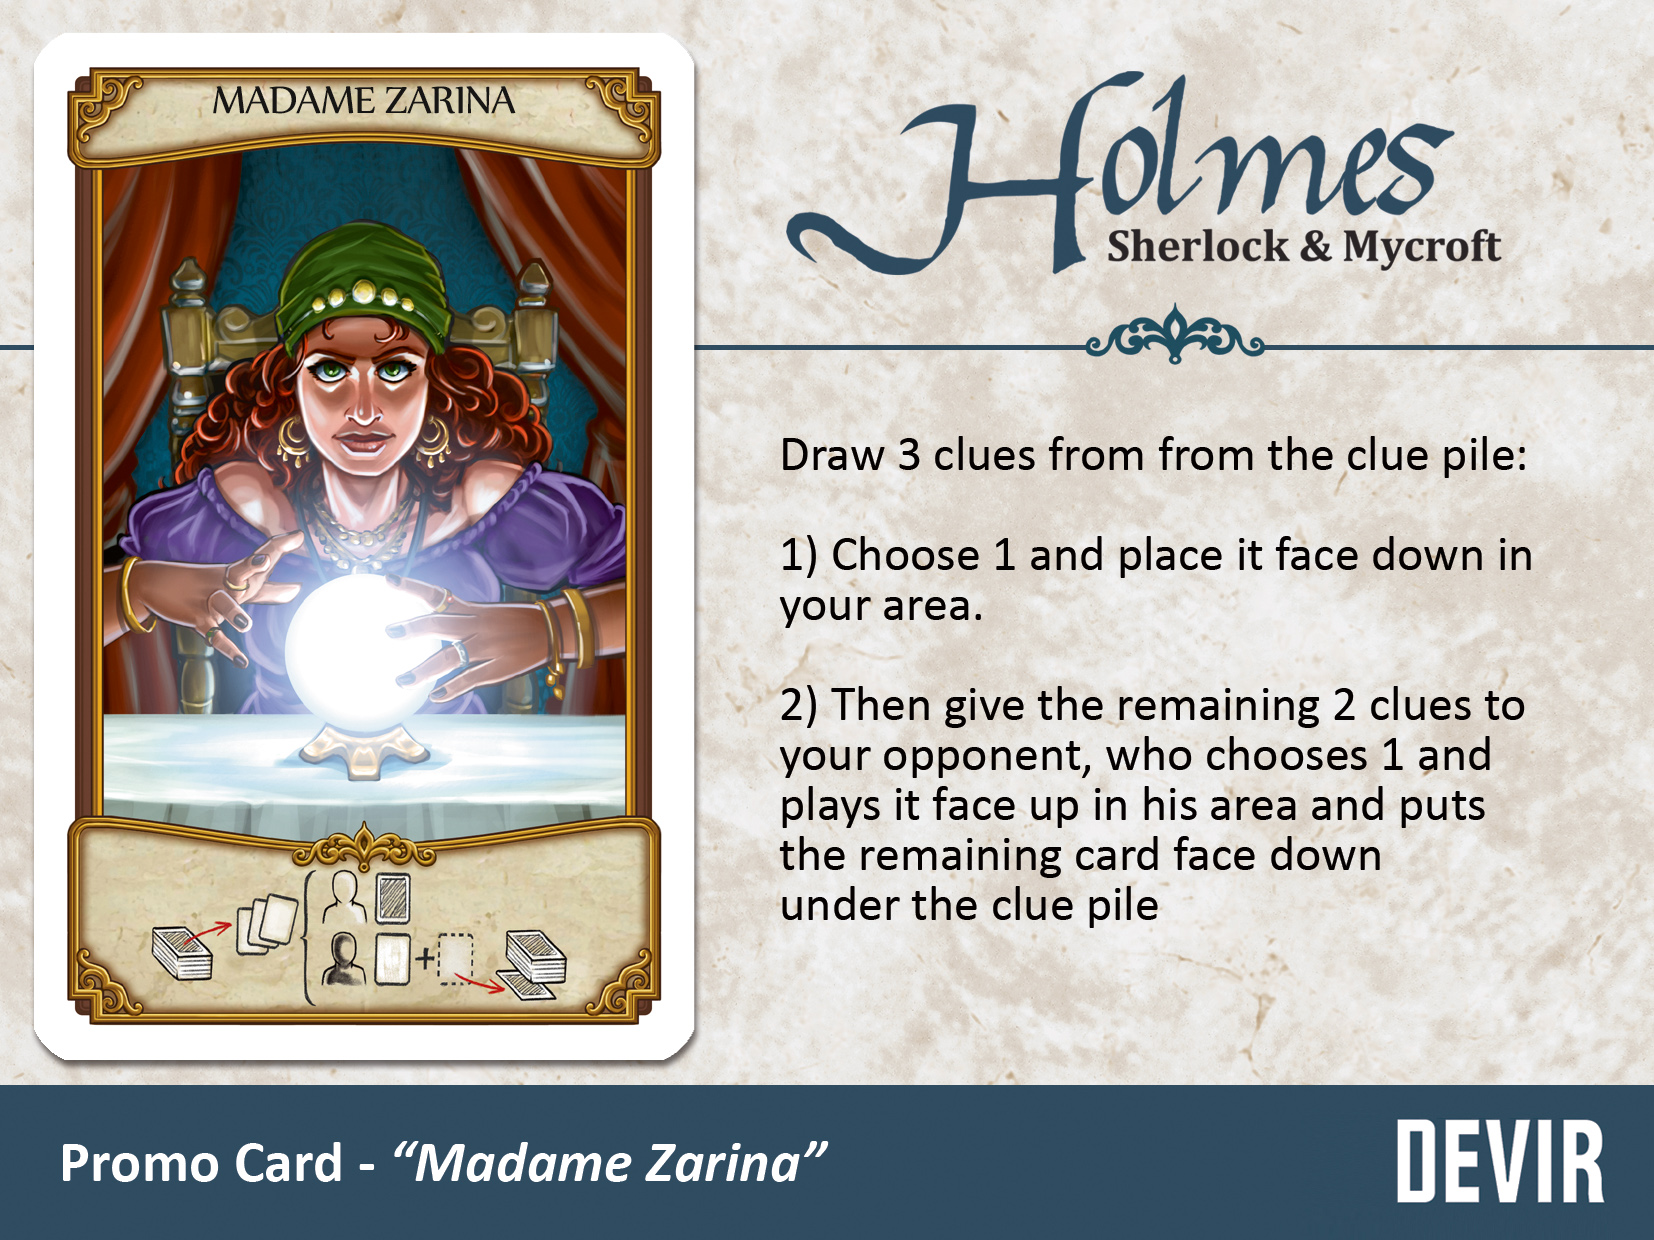 MADAME ZARINA
Holmes
Sherlock & Mycroft
Draw 3 clues from from the clue pile:
1) Choose 1 and place it face down in
your area.
2) Then give the remaining 2 clues to
your opponent, who chooses 1 and
plays it face up in his area and puts
the remaining card face down
under the clue pile
+
Promo Card - “Madame Zarina”
DEVIR